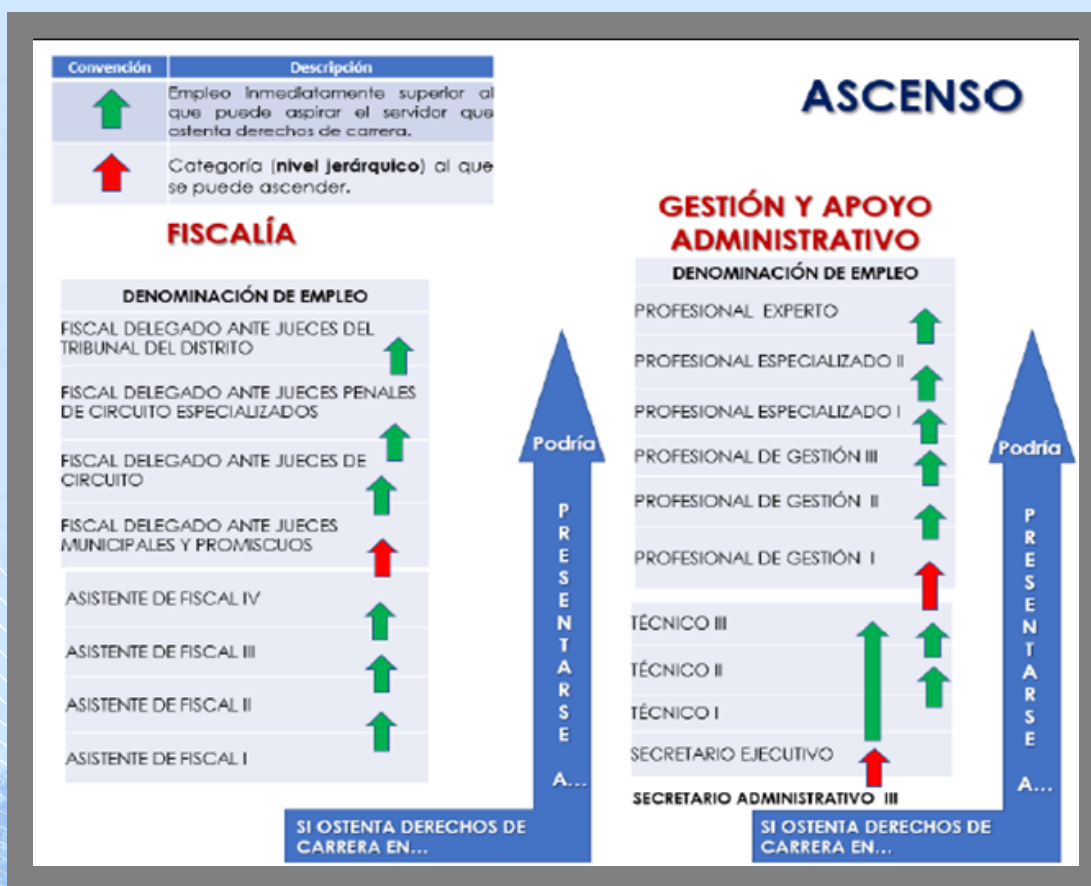 Convención Descripción
Empleo inmediatamente superior al
que puede aspirar el servidor que
ostenta derechos de carrera.
Categoría (nivel jerárquico) al que
se puede ascender.
ASCENSO
FISCALÍA
DENOMINACIÓN DE EMPLEO
FISCAL DELEGADO ANTE JUECES DEL
TRIBUNAL DEL DISTRITO
FISCAL DELEGADO ANTE JUECES PENALES
DE CIRCUITO ESPECIALIZADOS
FISCAL DELEGADO ANTE JUECES DE
CIRCUITO
FISCAL DELEGADO ANTE JUECES
MUNICIPALES Y PROMISCUOS
ASISTENTE DE FISCAL IV
ASISTENTE DE FISCAL III
ASISTENTE DE FISCAL II
ASISTENTE DE FISCAL I
Podría
P
R
E
S
E
N
T
A
R
S
E
A...
SI OSTENTA DERECHOS DE
CARRERA EN...
GESTIÓN Y APOYO
ADMINISTRATIVO
DENOMINACIÓN DE EMPLEO
PROFESIONAL EXPERTO
PROFESIONAL ESPECIALIZADO II
PROFESIONAL ESPECIALIZADO I
PROFESIONAL DE GESTIÓN III
PROFESIONAL DE GESTIÓN II
PROFESIONAL DE GESTIÓN I
TÉCNICO III
TÉCNICO II
TÉCNICO I
SECRETARIO EJECUTIVO
SECRETARIO ADMINISTRATIVO III
Podría
P
R
E
S
E
N
T
A
R
S
E
A...
SI OSTENTA DERECHOS DE
CARRERA EN...